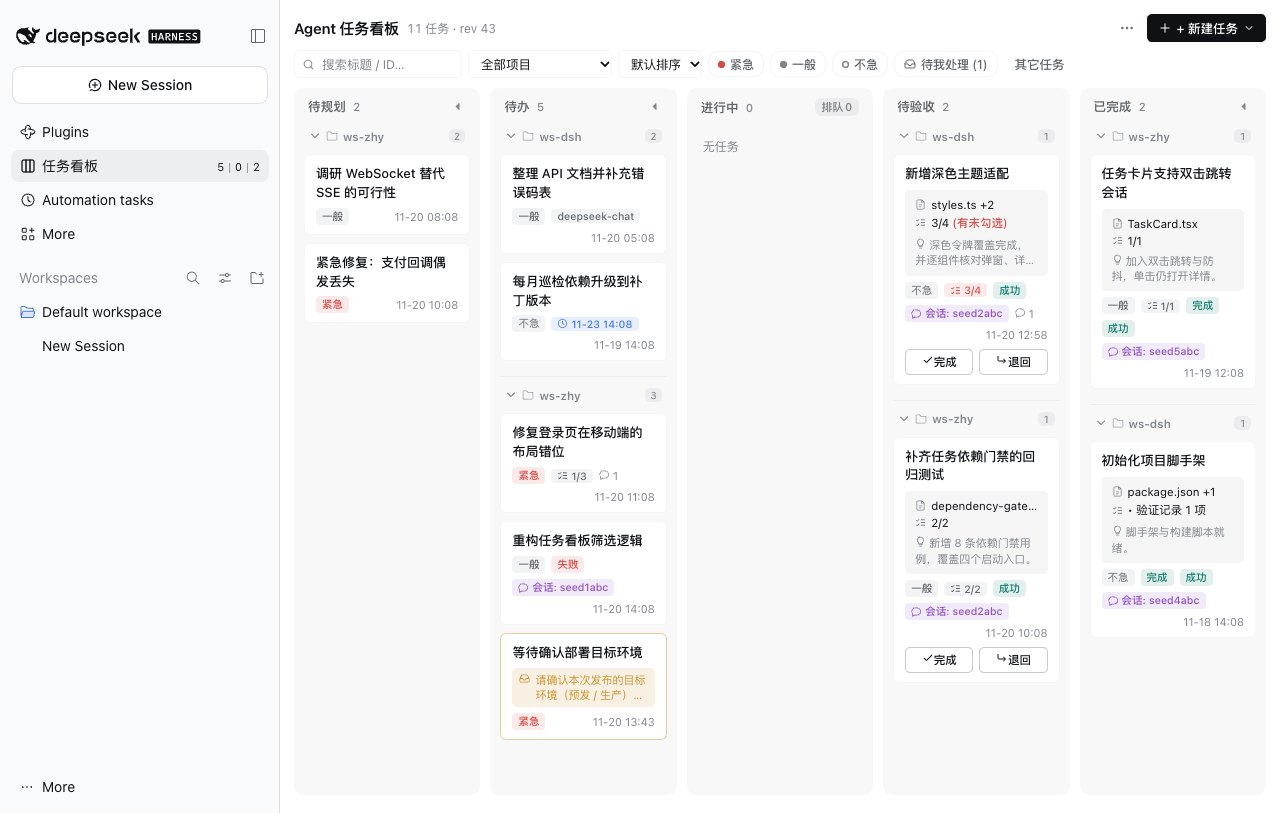 deepseek HARNESS
New Session
Plugins
任务看板 5 | 0 | 2
Automation tasks
More
Workspaces
Default workspace
New Session
More
Agent 任务看板 11 任务 · rev 43
+ 新建任务
搜索标题 / ID...
全部项目
默认排序
紧急
一般
不急
待我处理 (1)
其它任务
待规划 2
ws-zhy 2
调研 WebSocket 替代
SSE 的可行性
一般 11-20 08:08
紧急修复：支付回调偶
发丢失
紧急 11-20 10:08
待办 5
ws-dsh 2
整理 API 文档并补充错
误码表
一般 deepseek-chat
11-20 05:08
每月巡检依赖升级到补
丁版本
不急 11-23 14:08
11-19 14:08
ws-zhy 3
修复登录页在移动端的
布局错位
紧急 1/3 1
11-20 11:08
重构任务看板筛选逻辑
一般 失败
会话: seed1abc
11-20 14:08
等待确认部署目标环境
请确认本次发布的目标
环境（预发 / 生产）...
紧急 11-20 13:43
进行中 0 排队 0
无任务
待验收 2
ws-dsh 1
新增深色主题适配
styles.ts +2
3/4 (有未勾选)
深色令牌覆盖完成，
并逐组件核对弹窗、详...
不急 3/4 成功
会话: seed2abc 1
11-20 12:58
完成 退回
ws-zhy 1
补齐任务依赖门禁的回
归测试
dependency-gate...
2/2
新增 8 条依赖门禁用
例，覆盖四个启动入口。
一般 2/2 成功
会话: seed2abc
11-20 10:08
完成 退回
已完成 2
ws-zhy 1
任务卡片支持双击跳转
会话
TaskCard.tsx
1/1
加入双击跳转与防
抖，单击仍打开详情。
一般 1/1 完成
成功
会话: seed5abc
11-19 12:08
ws-dsh 1
初始化项目脚手架
package.json +1
• 验证记录 1 项
脚手架与构建脚本就
绪。
不急 完成 成功
会话: seed4abc
11-18 14:08